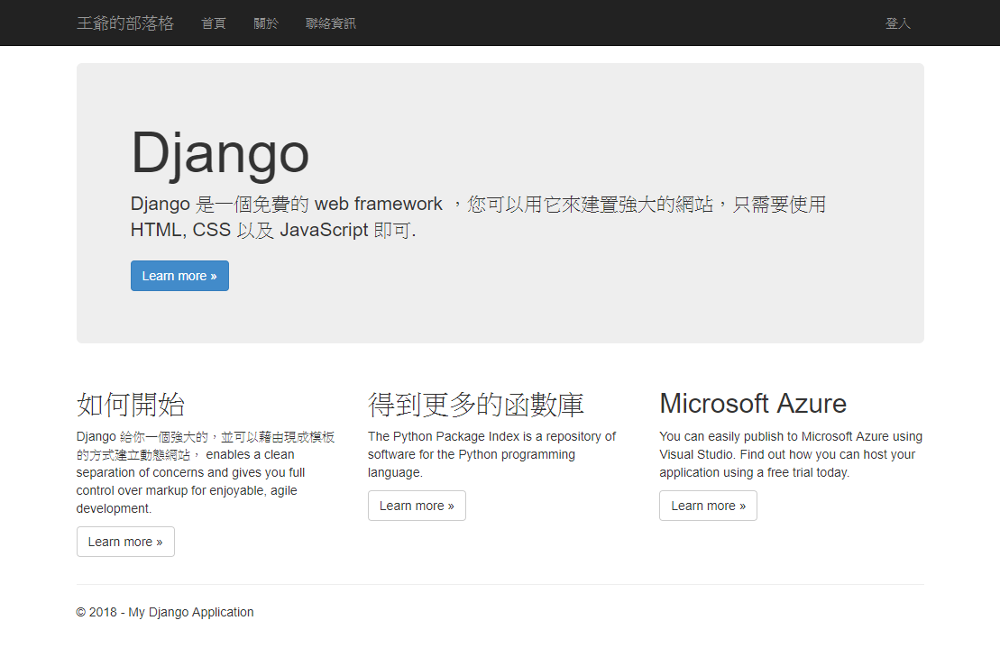 王爺的部落格 首頁 關於 聯絡資訊 登入
Django
Django 是一個免費的 web framework ，您可以用它來建置強大的網站，只需要使用
HTML, CSS 以及 JavaScript 即可.
Learn more »
如何開始
Django 給你一個強大的，並可以藉由現成模板
的方式建立動態網站， enables a clean
separation of concerns and gives you full
control over markup for enjoyable, agile
development.
Learn more »
得到更多的函數庫
The Python Package Index is a repository of
software for the Python programming
language.
Learn more »
Microsoft Azure
You can easily publish to Microsoft Azure using
Visual Studio. Find out how you can host your
application using a free trial today.
Learn more »
© 2018 - My Django Application